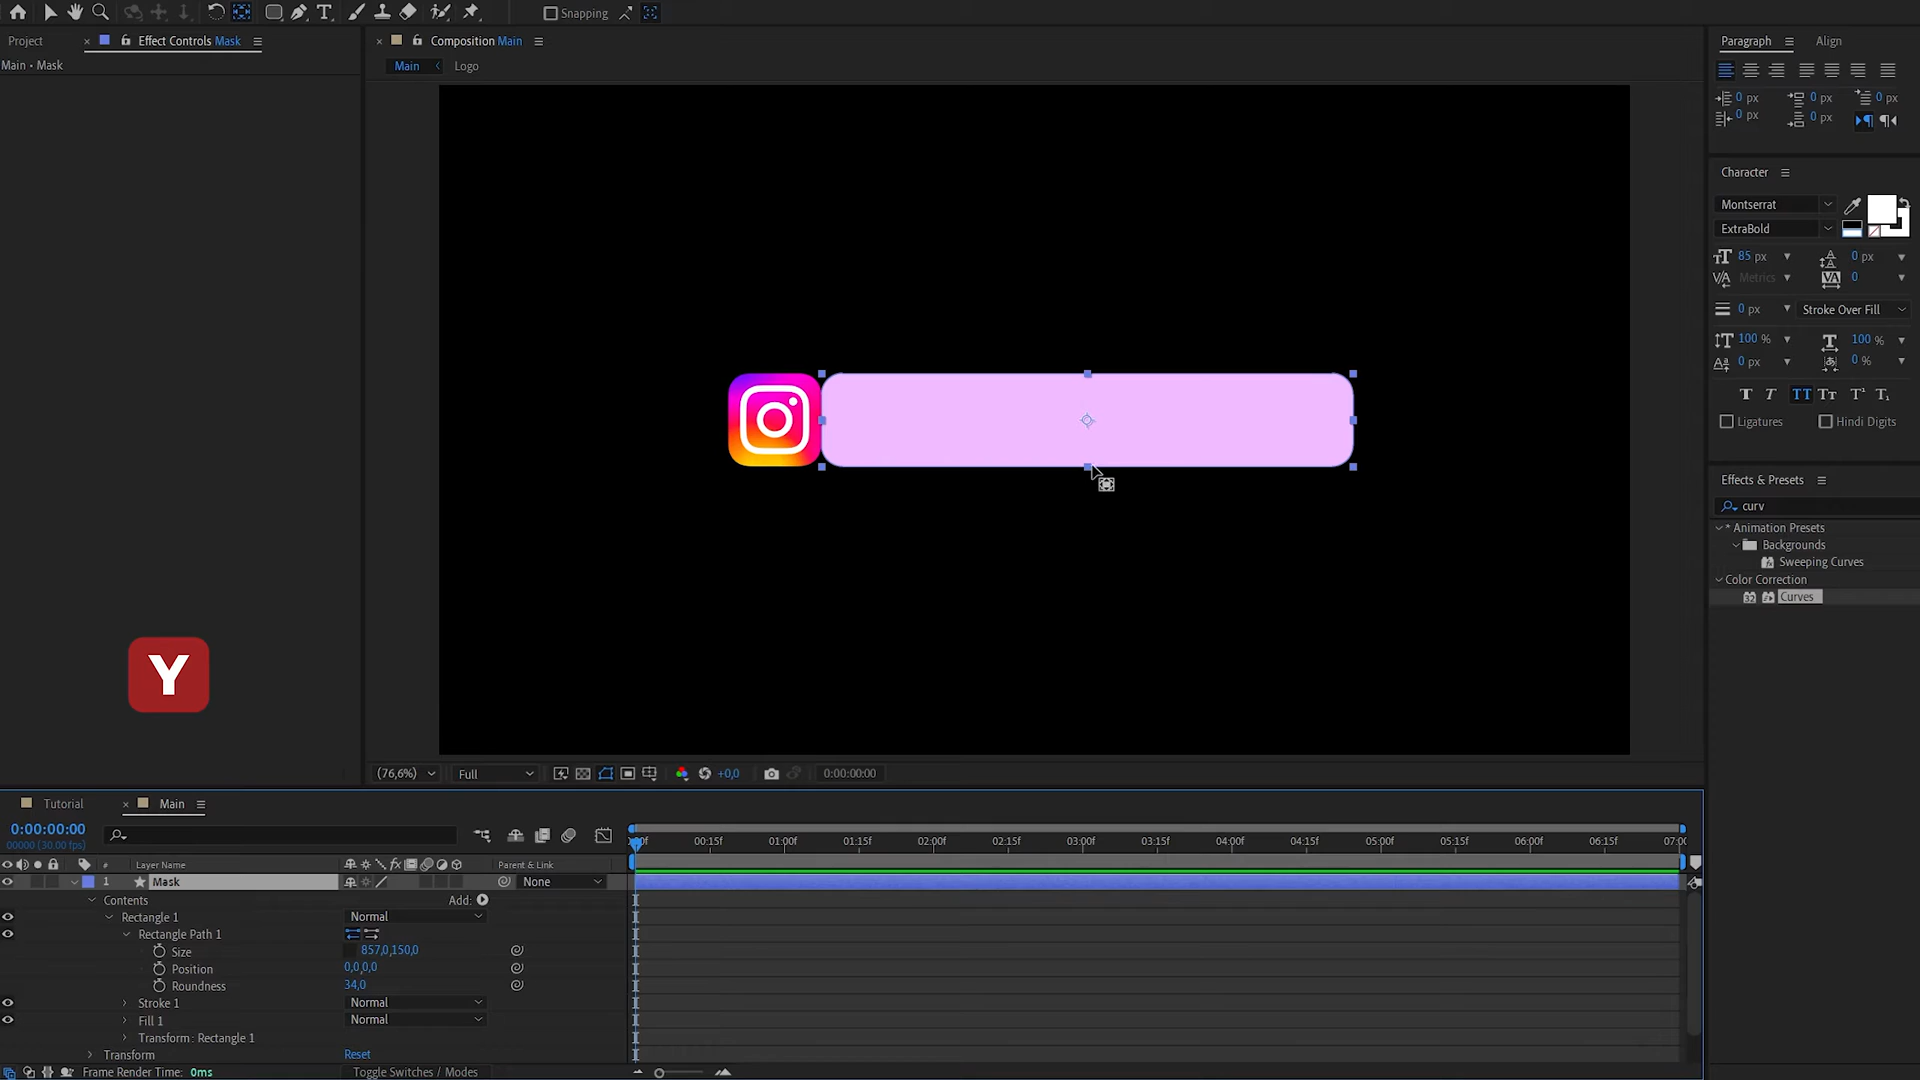 Snapping
Project
Effect Controls Mask
Composition Main
Paragraph
Align
Main • Mask
Main
Logo
0 px
0 px
0 px
0 px
0 px
Character
Montserrat
ExtraBold
85 px
0 px
Metrics
0
0 px
Stroke Over Fill
100 %
100 %
0 px
0 %
Ligatures
Hindi Digits
Effects & Presets
curv
* Animation Presets
Backgrounds
Sweeping Curves
Color Correction
Curves
Y
(76,6%)
Full
+0,0
0:00:00:00
Tutorial
Main
0:00:00:00
00000 (30.00 fps)
00:15f
01:00f
01:15f
02:00f
02:15f
03:00f
03:15f
04:00f
04:15f
05:00f
05:15f
06:00f
06:15f
# Layer Name
Parent & Link
1 Mask
None
Contents
Add:
Rectangle 1
Normal
Rectangle Path 1
Size
857,0,150,0
Position
0,0,0,0
Roundness
34,0
Stroke 1
Normal
Fill 1
Normal
Transform: Rectangle 1
Transform
Reset
Frame Render Time: 0ms
Toggle Switches / Modes